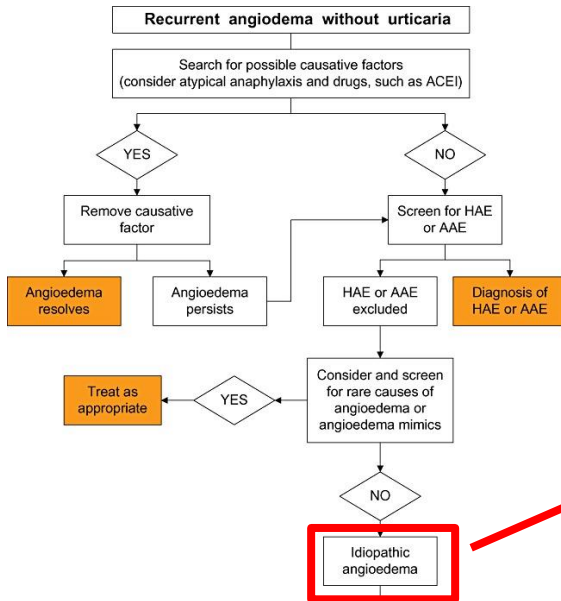 Recurrent angiodema without urticaria
Search for possible causative factors
(consider atypical anaphylaxis and drugs, such as ACEI)
YES
NO
Remove causative
factor
Screen for HAE
or AAE
Angioedema
resolves
Angioedema
persists
HAE or AAE
excluded
Diagnosis of
HAE or AAE
Consider and screen
for rare causes of
angioedema or
angioedema mimics
YES
Treat as
appropriate
NO
Idiopathic
angioedema